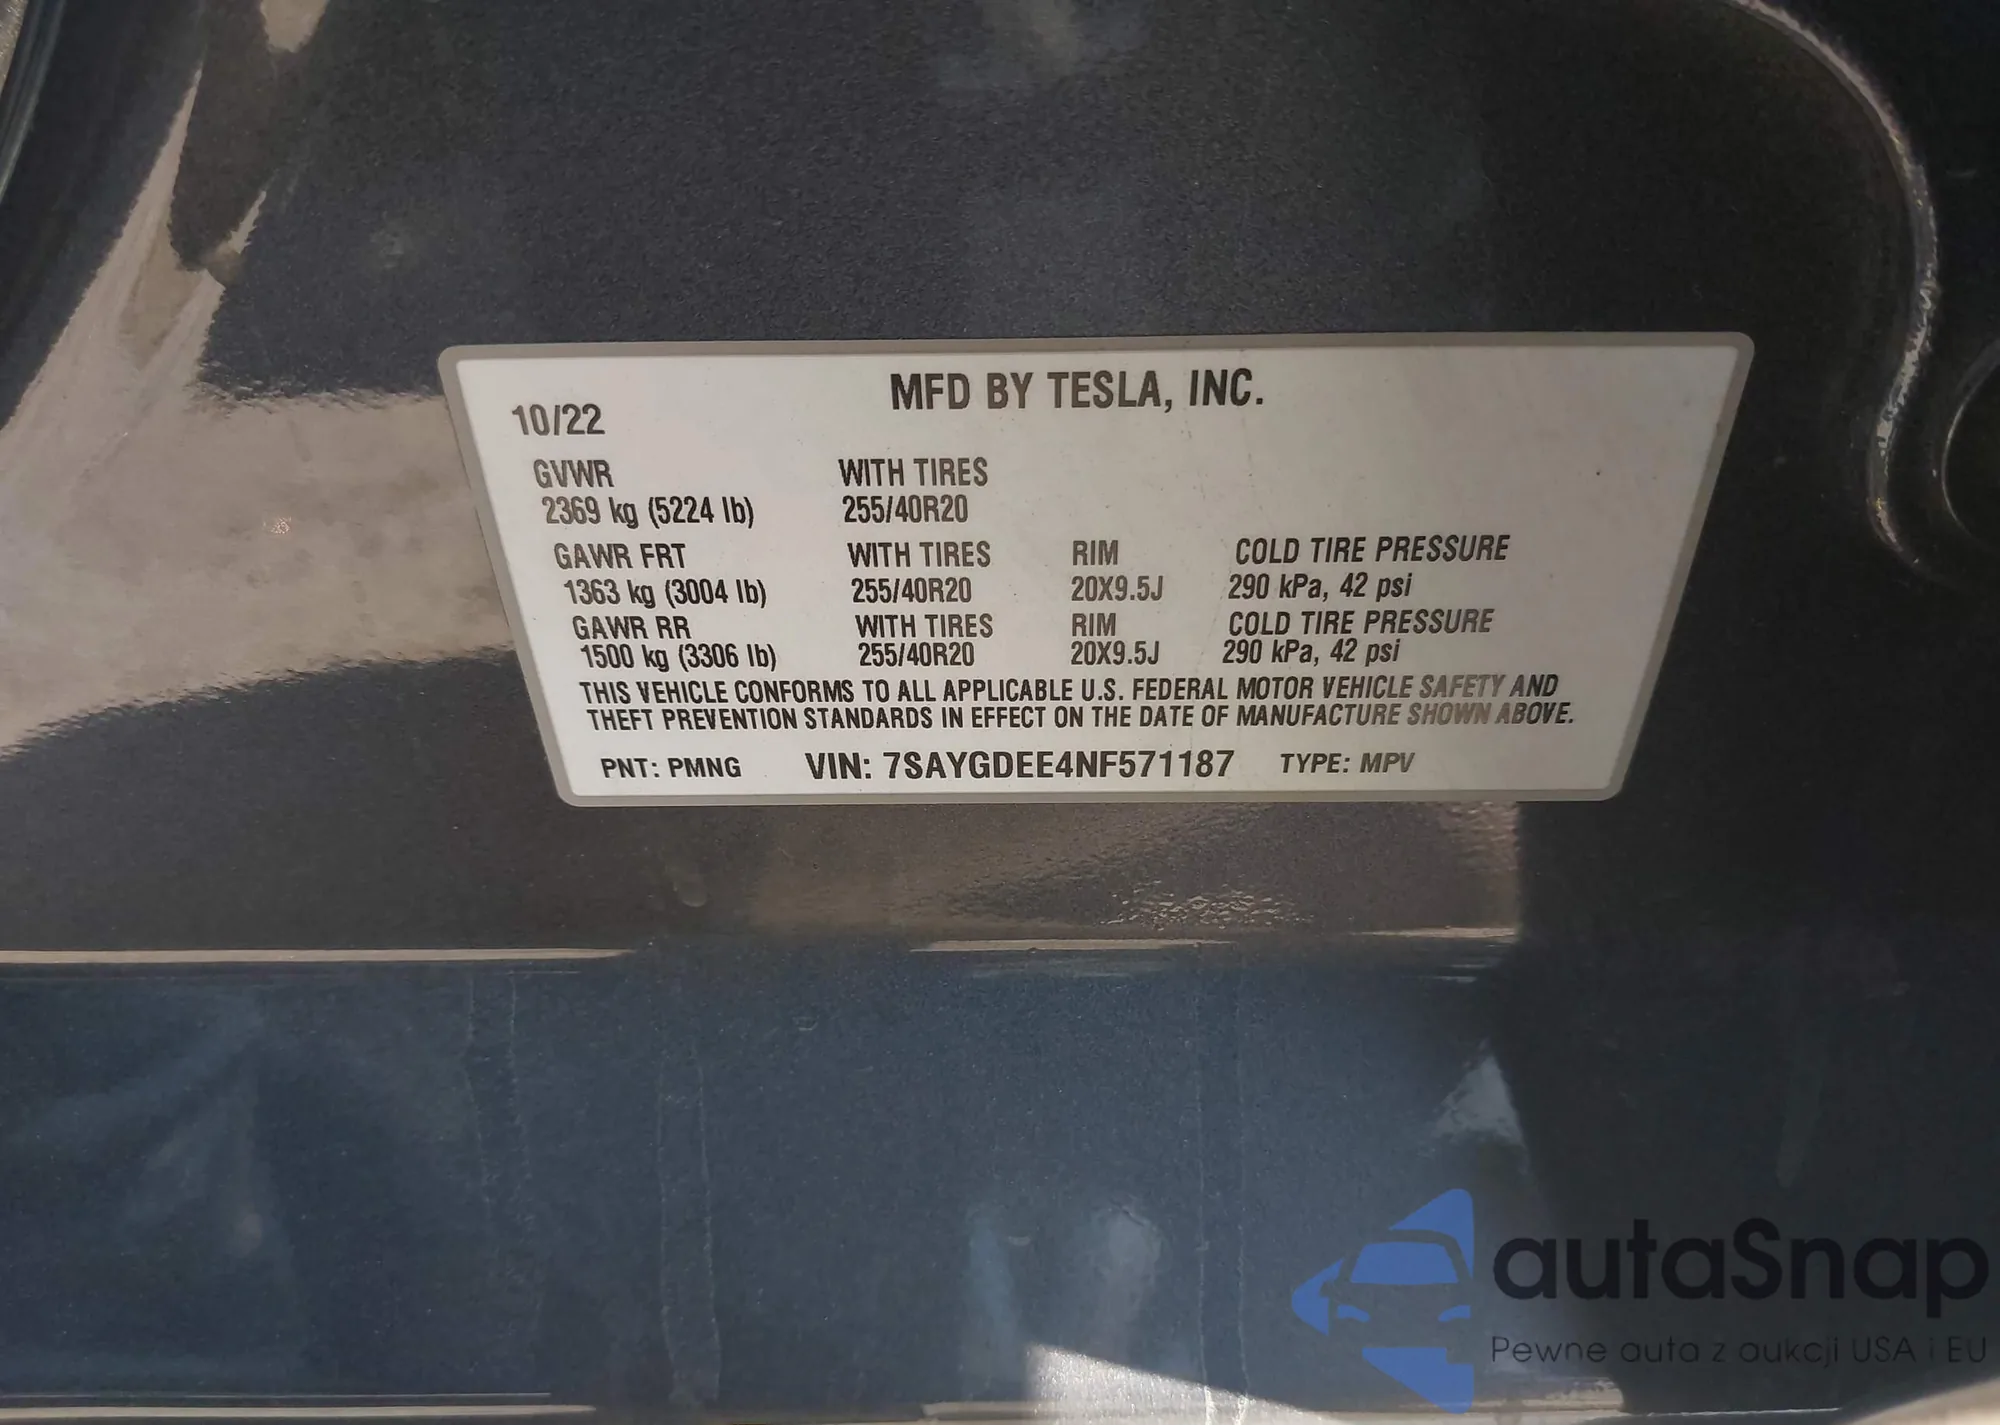 MFD BY TESLA, INC.
10/22
GVWR WITH TIRES
2369 kg (5224 lb) 255/40R20
GAWR FRT WITH TIRES RIM COLD TIRE PRESSURE
1363 kg (3004 lb) 255/40R20 20X9.5J 290 kPa, 42 psi
GAWR RR WITH TIRES RIM COLD TIRE PRESSURE
1500 kg (3306 lb) 255/40R20 20X9.5J 290 kPa, 42 psi
THIS VEHICLE CONFORMS TO ALL APPLICABLE U.S. FEDERAL MOTOR VEHICLE SAFETY AND
THEFT PREVENTION STANDARDS IN EFFECT ON THE DATE OF MANUFACTURE SHOWN ABOVE.
PNT: PMNG VIN: 7SAYGDEE4NF571187 TYPE: MPV
autaSnap
Pewne auta z aukcji USA i EU